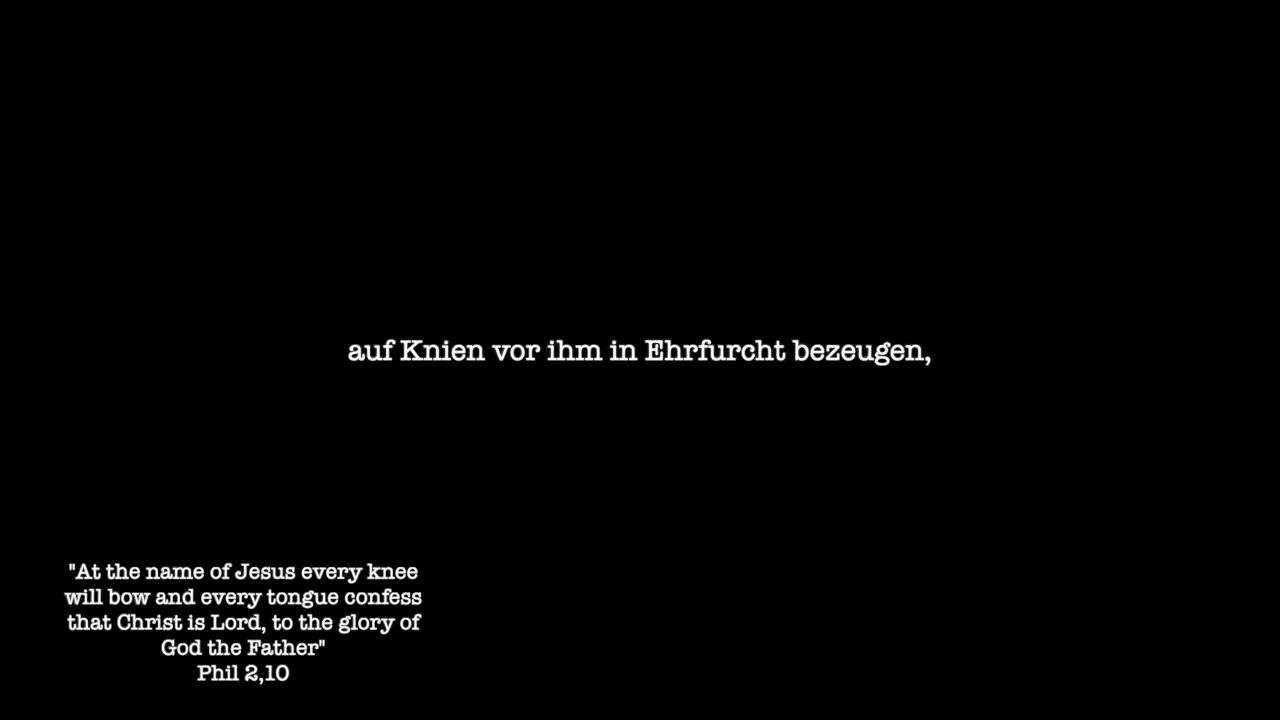 auf Knien vor ihm in Ehrfurcht bezeugen,
"At the name of Jesus every knee
will bow and every tongue confess
that Christ is Lord, to the glory of
God the Father"
Phil 2,10